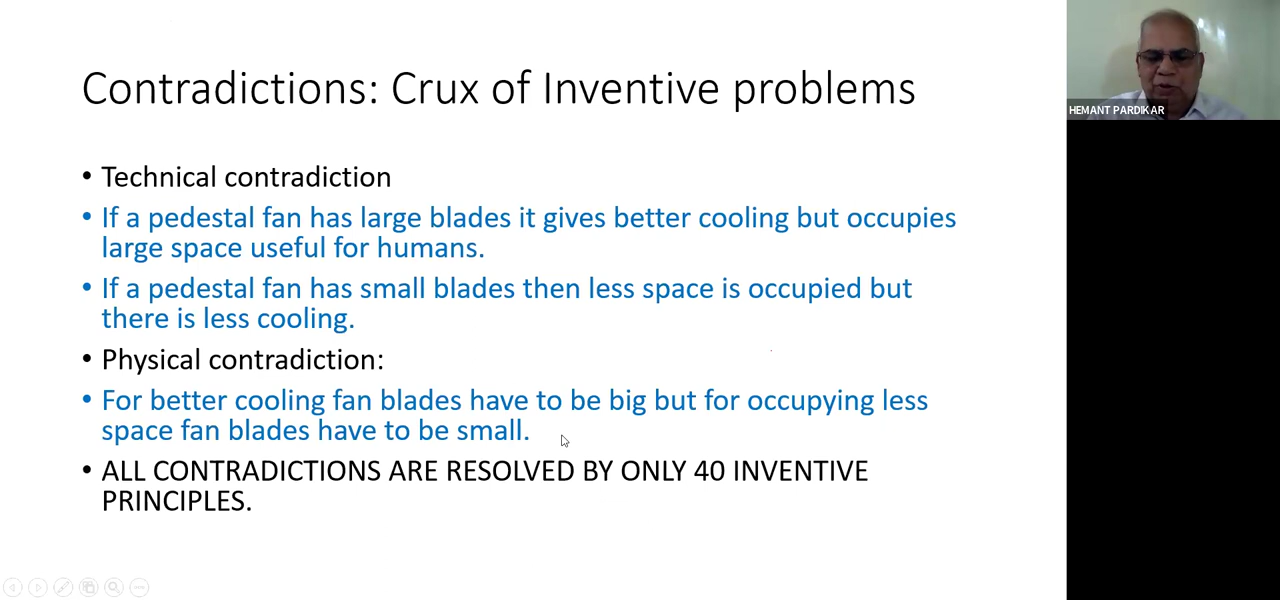 Contradictions: Crux of Inventive problems
• Technical contradiction
• If a pedestal fan has large blades it gives better cooling but occupies
large space useful for humans.
• If a pedestal fan has small blades then less space is occupied but
there is less cooling.
• Physical contradiction:
• For better cooling fan blades have to be big but for occupying less
space fan blades have to be small.
• ALL CONTRADICTIONS ARE RESOLVED BY ONLY 40 INVENTIVE
PRINCIPLES.
HEMANT PARDIKAR